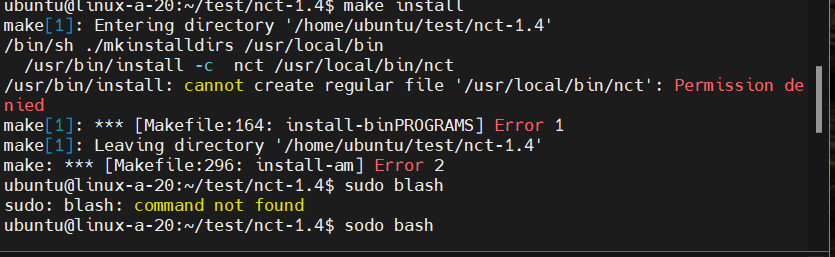 ubuntu@linux-a-20:~/test/nct-1.4$ make install
make[1]: Entering directory '/home/ubuntu/test/nct-1.4'
/bin/sh ./mkinstalldirs /usr/local/bin
  /usr/bin/install -c  nct /usr/local/bin/nct
/usr/bin/install: cannot create regular file '/usr/local/bin/nct': Permission de
nied
make[1]: *** [Makefile:164: install-binPROGRAMS] Error 1
make[1]: Leaving directory '/home/ubuntu/test/nct-1.4'
make: *** [Makefile:296: install-am] Error 2
ubuntu@linux-a-20:~/test/nct-1.4$ sudo blash
sudo: blash: command not found
ubuntu@linux-a-20:~/test/nct-1.4$ sodo bash